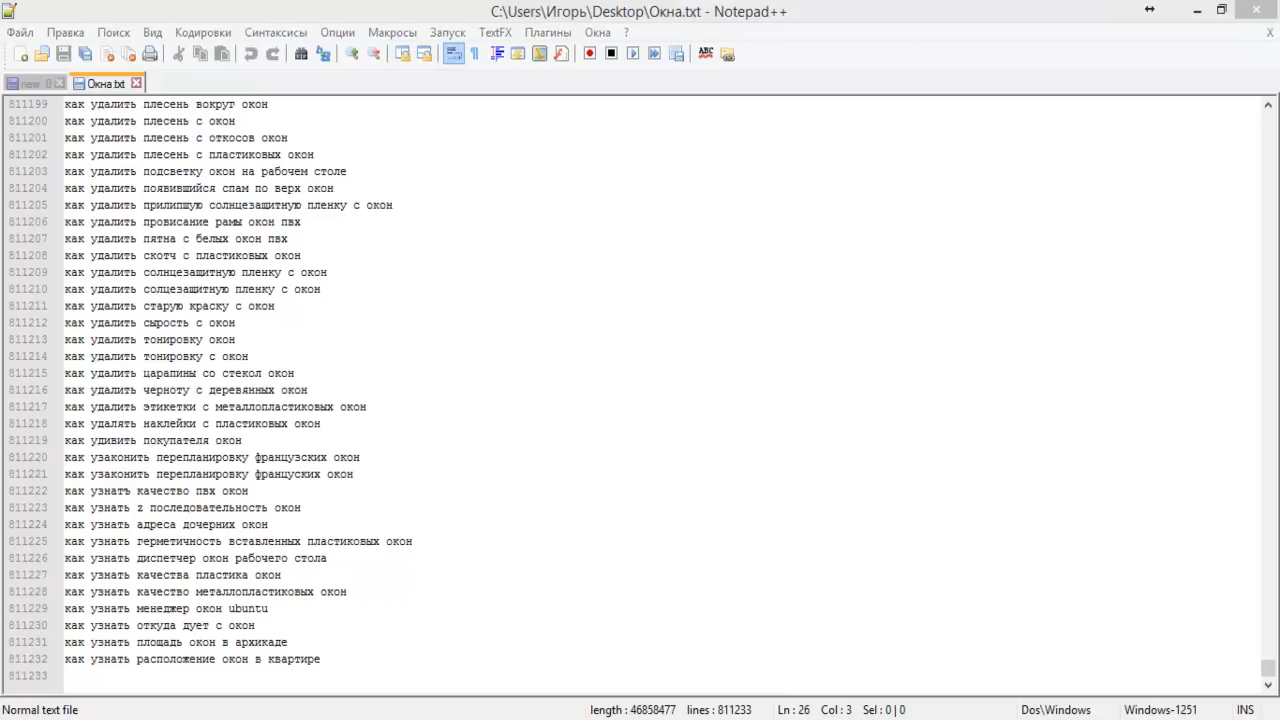 C:\Users\Игорь\Desktop\Окна.txt - Notepad++
Файл Правка Поиск Вид Кодировки Синтаксисы Опции Макросы Запуск TextFX Плагины Окна ? X
ABC
new 0 Окна.txt
811199 как удалить плесень вокруг окон
811200 как удалить плесень с окон
811201 как удалить плесень с откосов окон
811202 как удалить плесень с пластиковых окон
811203 как удалить подсветку окон на рабочем столе
811204 как удалить появившийся спам по верх окон
811205 как удалить прилипшую солнцезащитную пленку с окон
811206 как удалить провисание рамы окон пвх
811207 как удалить пятна с белых окон пвх
811208 как удалить скотч с пластиковых окон
811209 как удалить солнцезащитную пленку с окон
811210 как удалить солцезащитную пленку с окон
811211 как удалить старую краску с окон
811212 как удалить сырость с окон
811213 как удалить тонировку окон
811214 как удалить тонировку с окон
811215 как удалить царапины со стекол окон
811216 как удалить черноту с деревянных окон
811217 как удалить этикетки с металлопластиковых окон
811218 как удалять наклейки с пластиковых окон
811219 как удивить покупателя окон
811220 как узаконить перепланировку французских окон
811221 как узаконить перепланировку француских окон
811222 как узнатъ качество пвх окон
811223 как узнать z последовательность окон
811224 как узнать адреса дочерних окон
811225 как узнать герметичность вставленных пластиковых окон
811226 как узнать диспетчер окон рабочего стола
811227 как узнать качества пластика окон
811228 как узнать качество металлопластиковых окон
811229 как узнать менеджер окон ubuntu
811230 как узнать откуда дует с окон
811231 как узнать площадь окон в архикаде
811232 как узнать расположение окон в квартире
811233
Normal text file length : 46858477 lines : 811233 Ln : 26 Col : 3 Sel : 0 | 0 Dos\Windows Windows-1251 INS